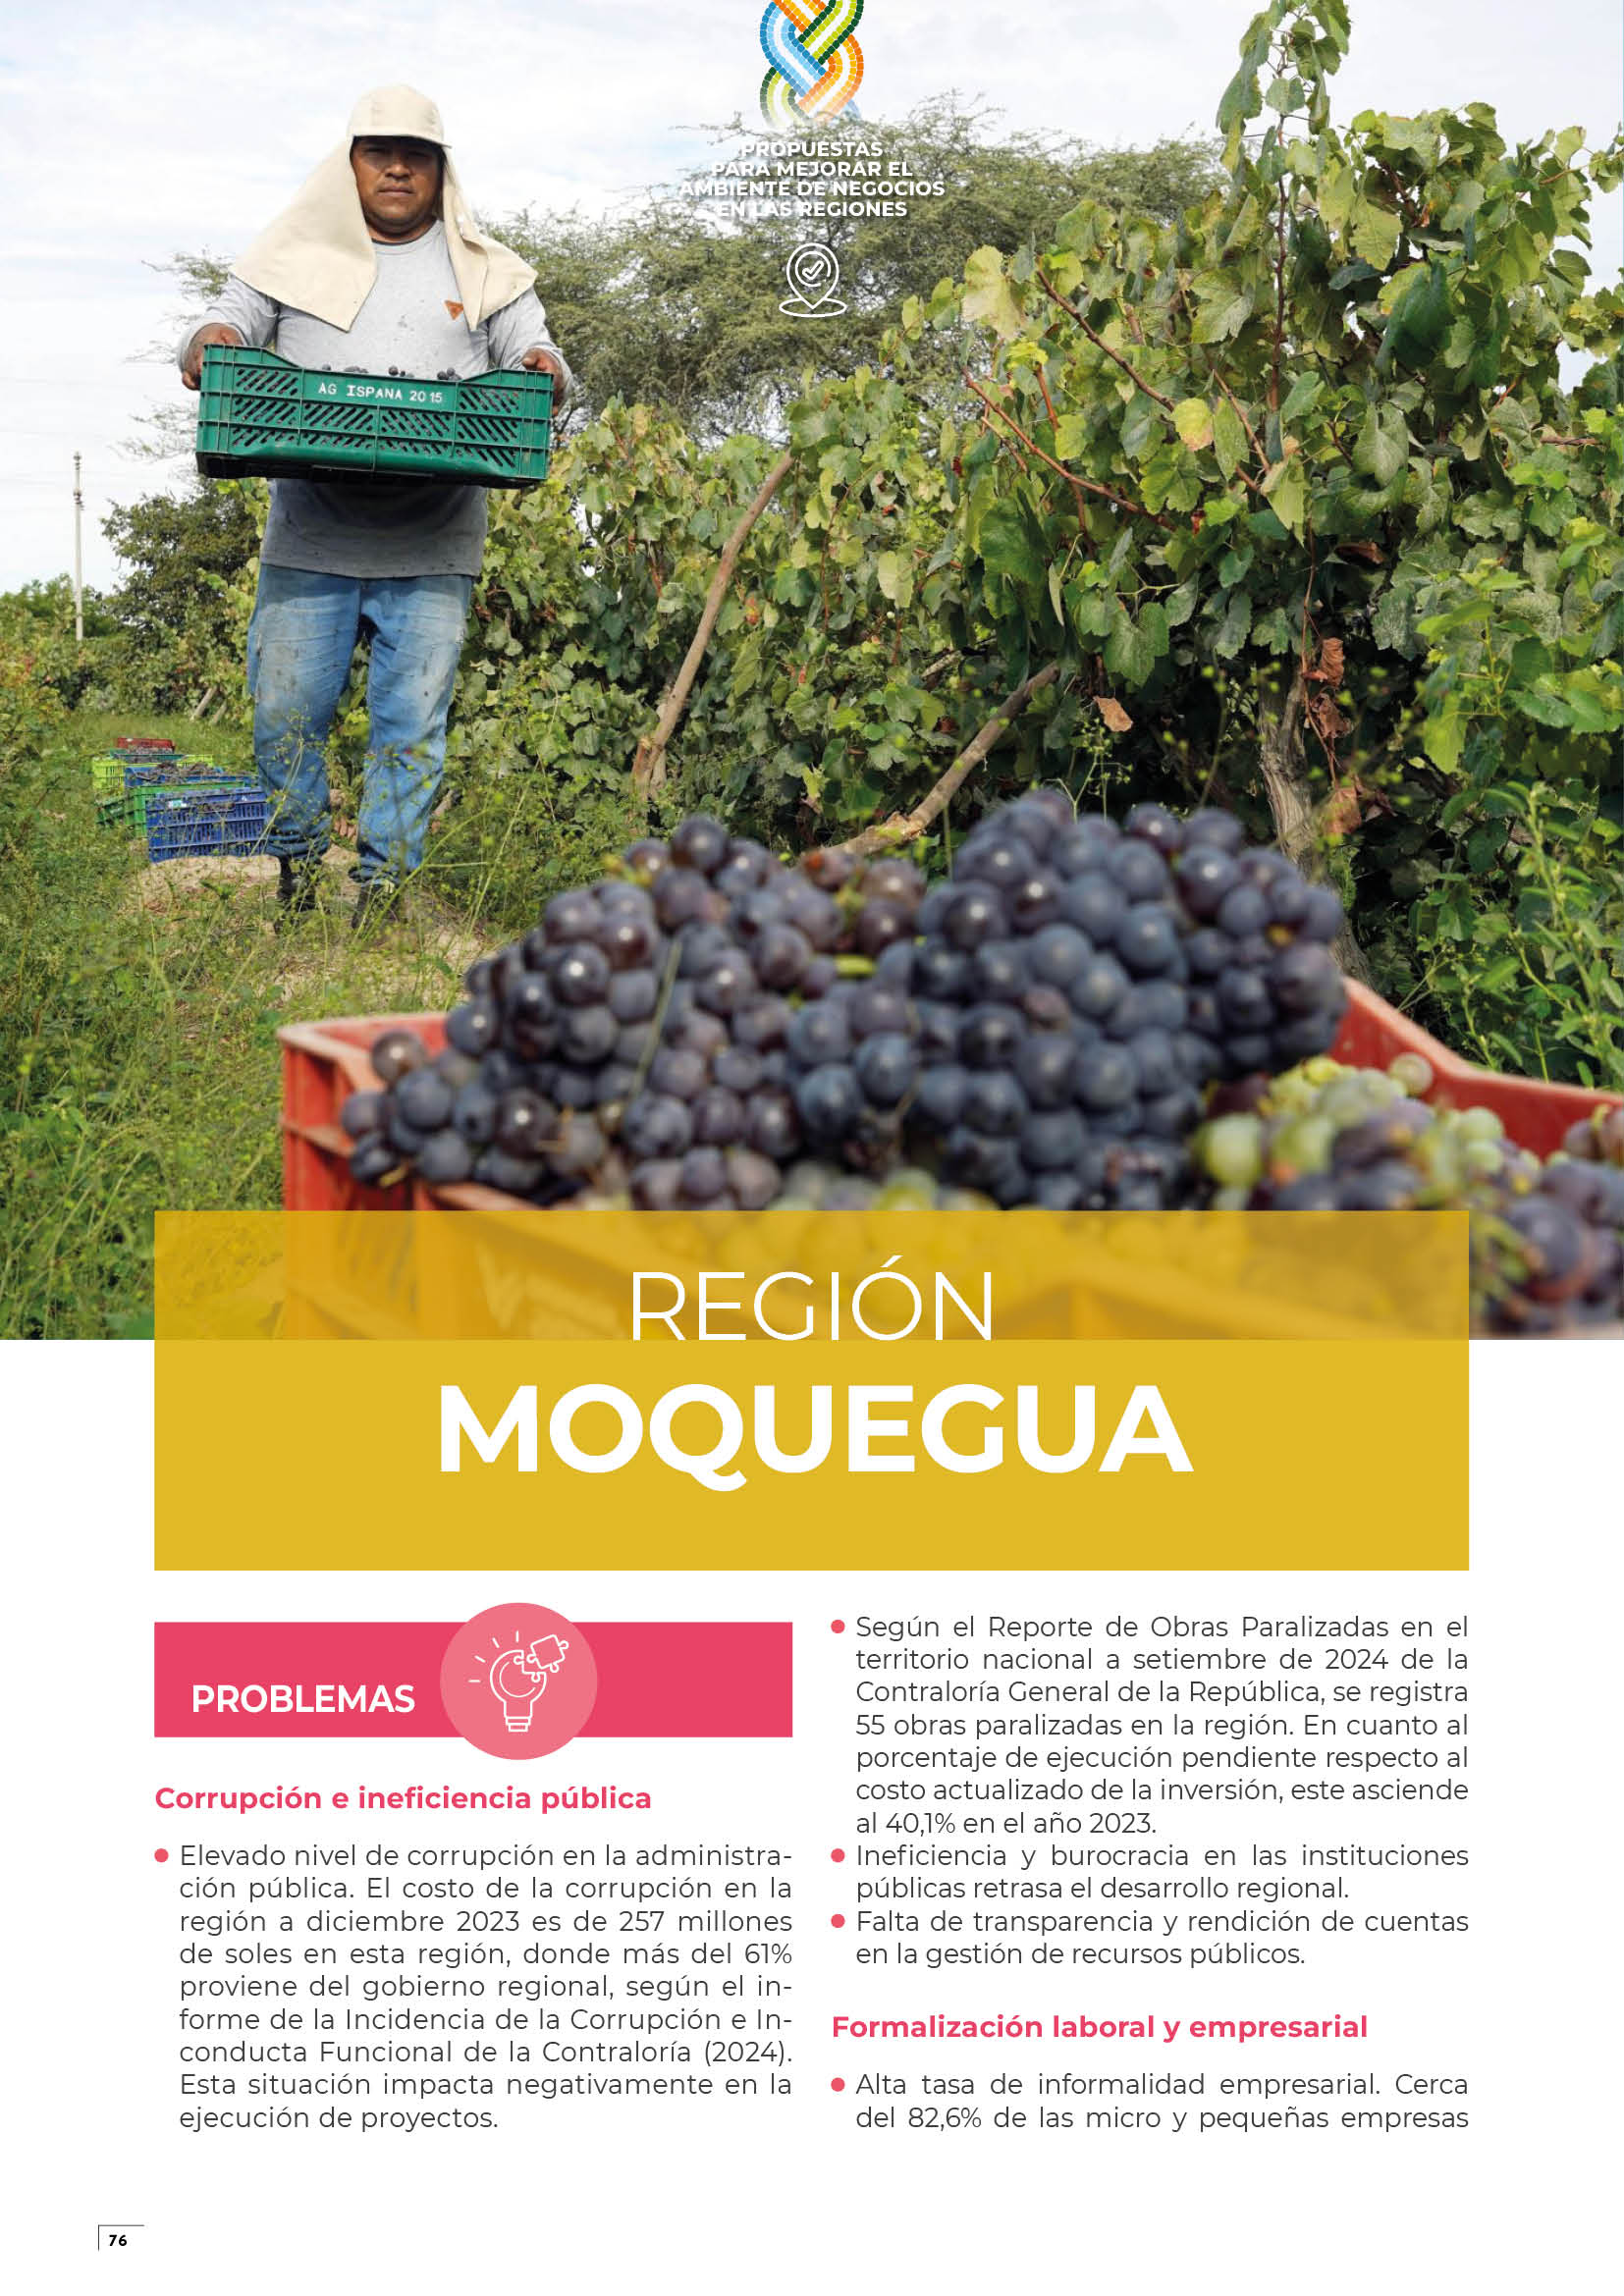 PROPUESTAS
PARA MEJORAR EL
AMBIENTE DE NEGOCIOS
EN LAS REGIONES
AG ISPANA 2015
REGIÓN
MOQUEGUA
PROBLEMAS
Corrupción e ineficiencia pública
Elevado nivel de corrupción en la administra-
ción pública. El costo de la corrupción en la
región a diciembre 2023 es de 257 millones
de soles en esta región, donde más del 61%
proviene del gobierno regional, según el in-
forme de la Incidencia de la Corrupción e In-
conducta Funcional de la Contraloría (2024).
Esta situación impacta negativamente en la
ejecución de proyectos.
Según el Reporte de Obras Paralizadas en el
territorio nacional a setiembre de 2024 de la
Contraloría General de la República, se registra
55 obras paralizadas en la región. En cuanto al
porcentaje de ejecución pendiente respecto al
costo actualizado de la inversión, este asciende
al 40,1% en el año 2023.
Ineficiencia y burocracia en las instituciones
públicas retrasa el desarrollo regional.
Falta de transparencia y rendición de cuentas
en la gestión de recursos públicos.
Formalización laboral y empresarial
Alta tasa de informalidad empresarial. Cerca
del 82,6% de las micro y pequeñas empresas
76